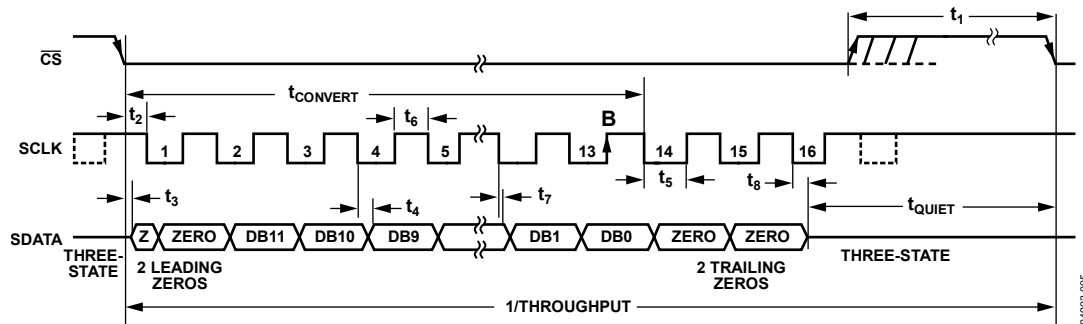 t1
CS
tCONVERT
t2
t6
B
SCLK
1 2 3 4 5 13 14 15 16
t3
t4
t7
t5
t8
tQUIET
SDATA
Z ZERO DB11 DB10 DB9 DB1 DB0 ZERO ZERO
THREE-
STATE
2 LEADING
ZEROS
2 TRAILING
ZEROS
THREE-STATE
1/THROUGHPUT